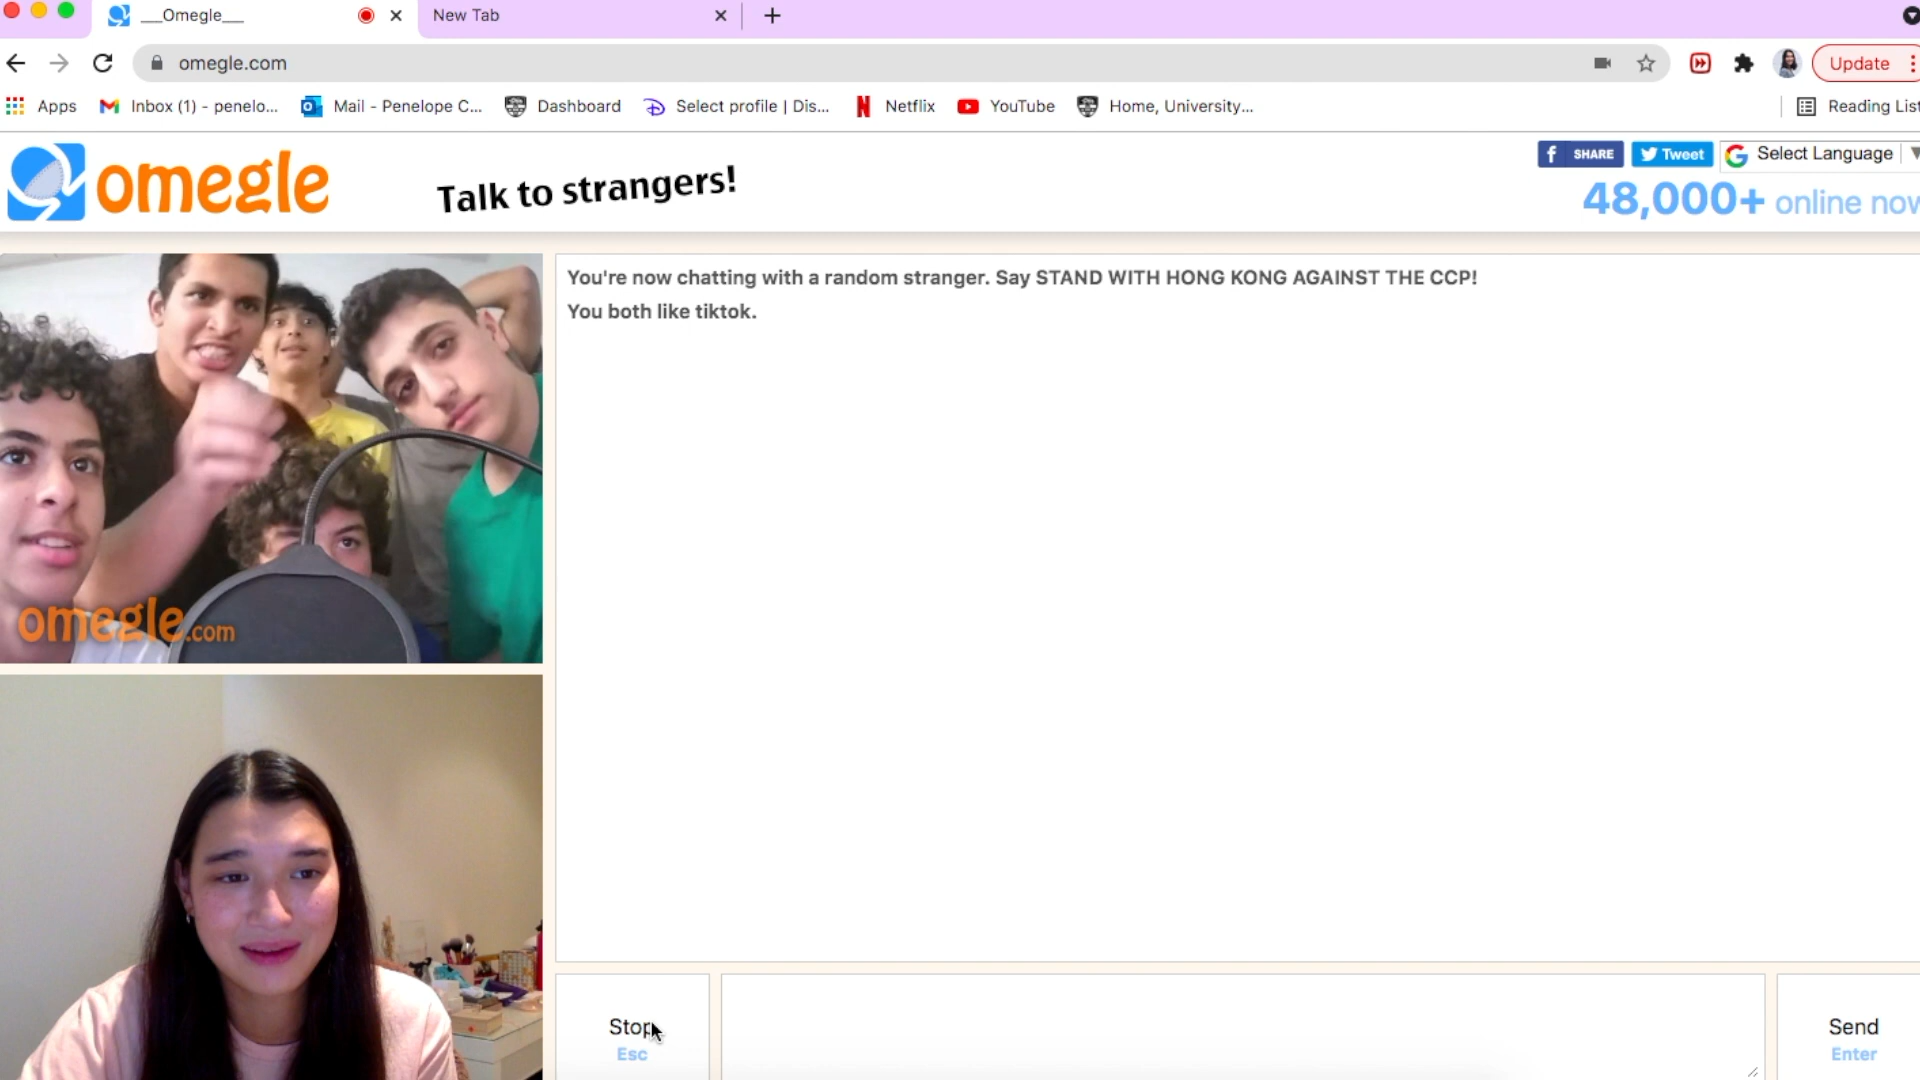 ___Omegle___
New Tab
omegle.com
Update
Apps
Inbox (1) - penelo...
Mail - Penelope C...
Dashboard
Select profile | Dis...
Netflix
YouTube
Home, University...
Reading List
omegle
Talk to strangers!
SHARE
Tweet
Select Language
48,000+ online now
You're now chatting with a random stranger. Say STAND WITH HONG KONG AGAINST THE CCP!
You both like tiktok.
omegle.com
Stop
Esc
Send
Enter